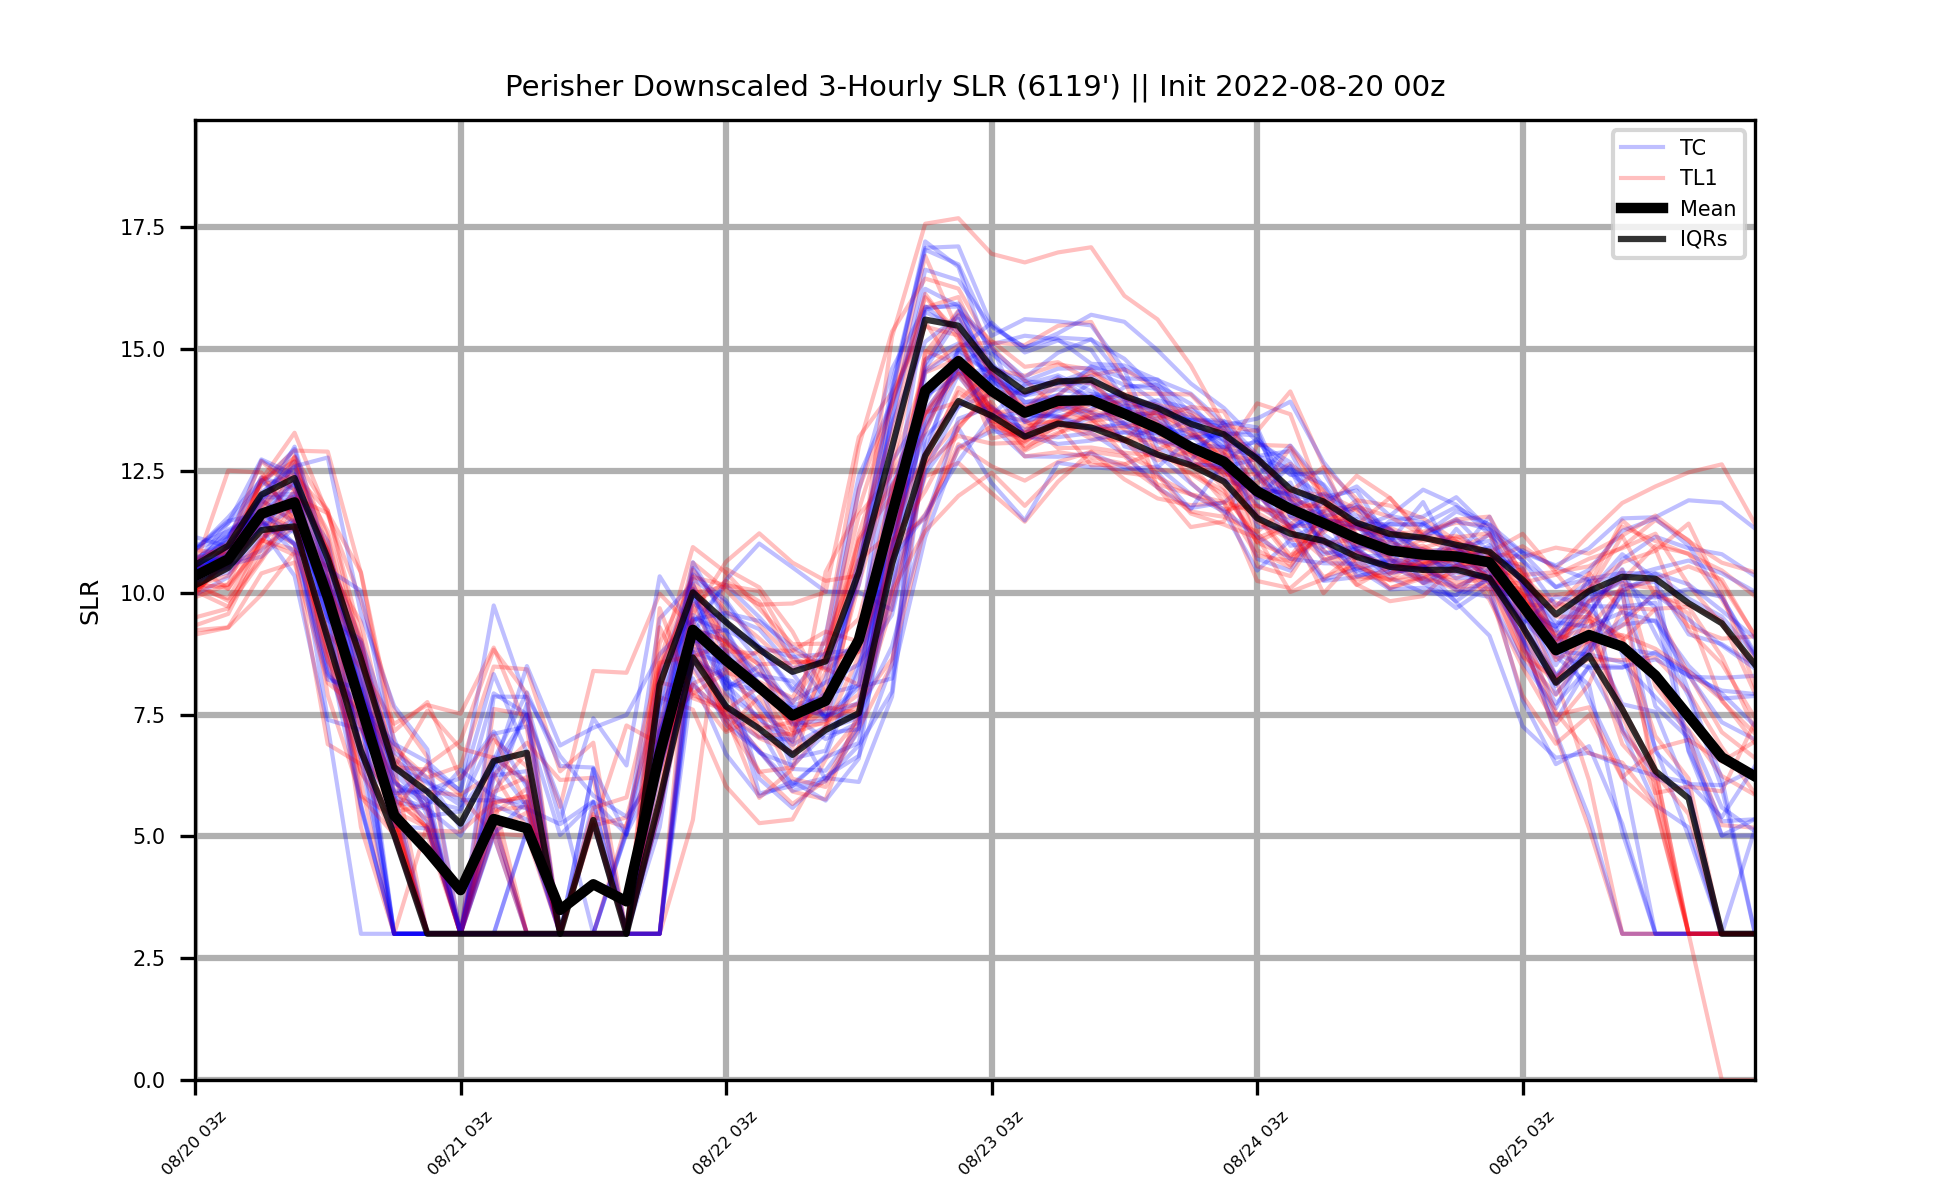 Perisher Downscaled 3-Hourly SLR (6119') || Init 2022-08-20 00z
TC
TL1
Mean
IQRs
SLR
17.5
15.0
12.5
10.0
7.5
5.0
2.5
0.0
08/20 03z
08/21 03z
08/22 03z
08/23 03z
08/24 03z
08/25 03z